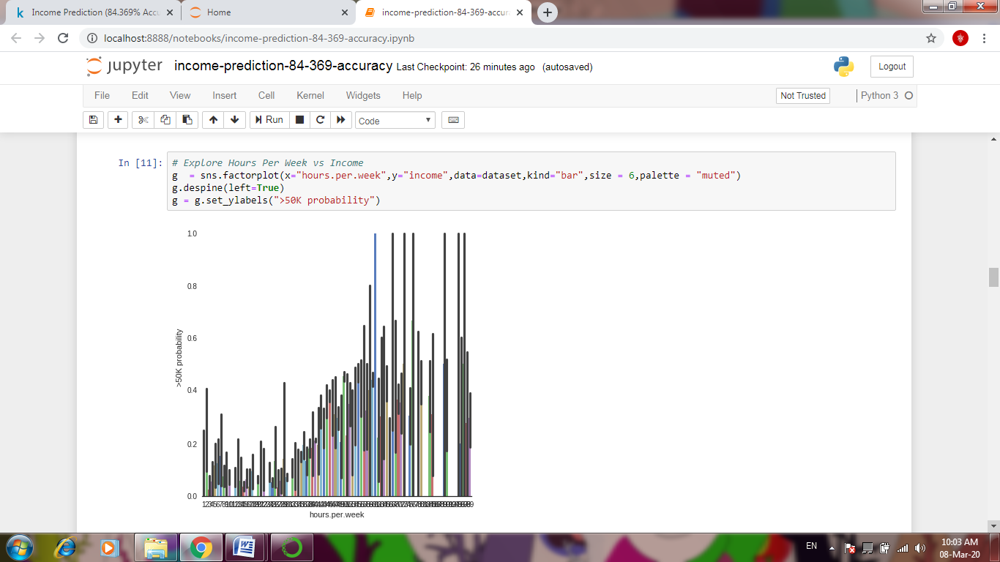 Income Prediction (84.369% Accu
Home
income-prediction-84-369-accura
localhost:8888/notebooks/income-prediction-84-369-accuracy.ipynb
jupyter income-prediction-84-369-accuracy Last Checkpoint: 26 minutes ago (autosaved)
Logout
File Edit View Insert Cell Kernel Widgets Help
Not Trusted
Python 3
Run
Code
In [11]:
# Explore Hours Per Week vs Income
g  = sns.factorplot(x="hours.per.week",y="income",data=dataset,kind="bar",size = 6,palette = "muted")
g.despine(left=True)
g = g.set_ylabels(">50K probability")
1.0
0.8
0.6
0.4
0.2
0.0
>50K probability
hours.per.week
EN
10:03 AM
08-Mar-20